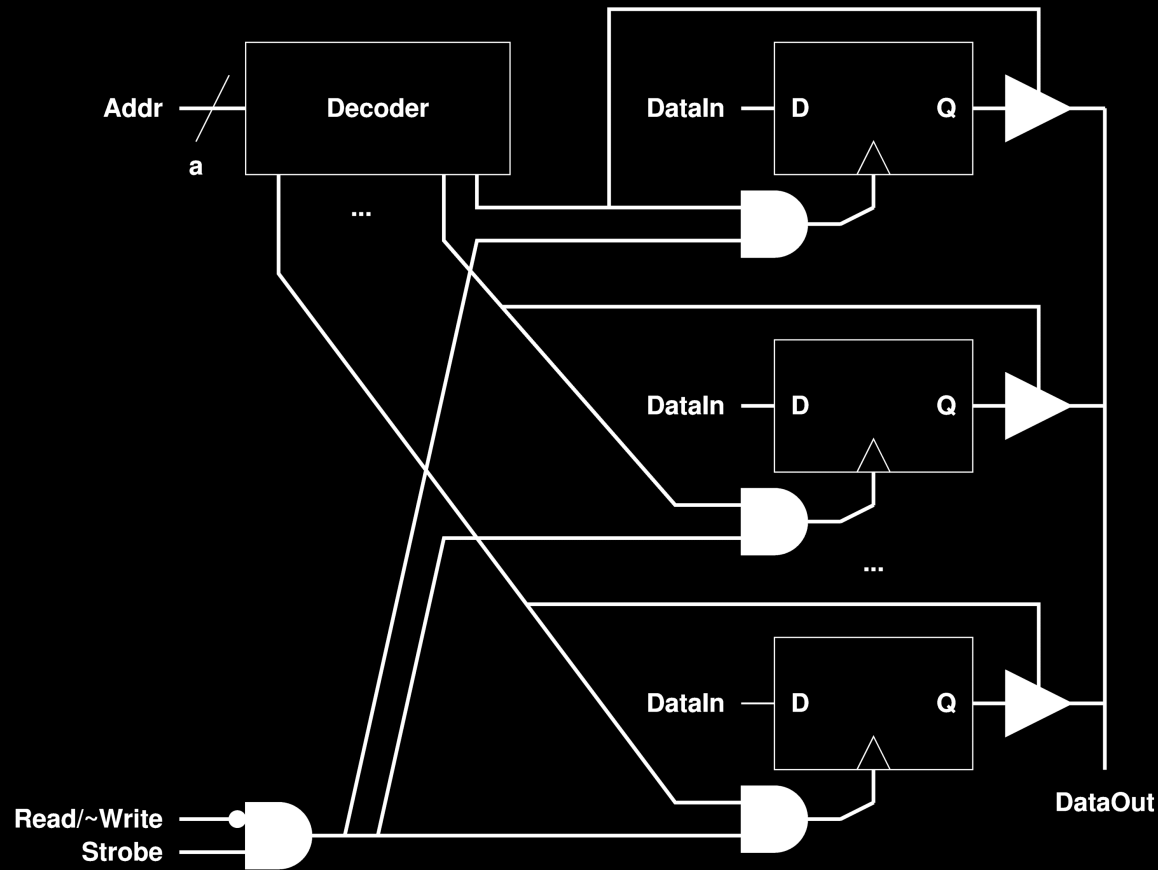 Addr
a
Decoder
...
DataIn
D
Q
DataIn
D
Q
...
DataIn
D
Q
Read/~Write
Strobe
DataOut